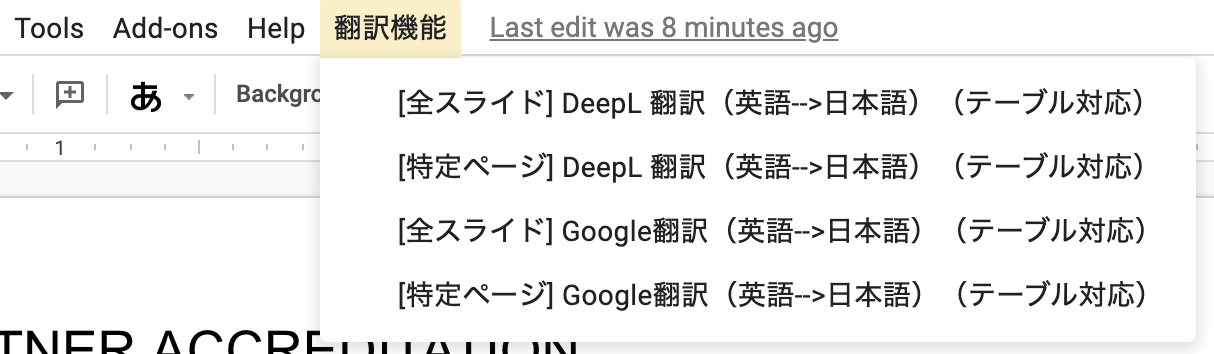 Tools Add-ons Help 翻訳機能 Last edit was 8 minutes ago
あ Backgro
1
[全スライド] DeepL 翻訳（英語-->日本語）（テーブル対応）
[特定ページ] DeepL 翻訳（英語-->日本語）（テーブル対応）
[全スライド] Google翻訳（英語-->日本語）（テーブル対応）
[特定ページ] Google翻訳（英語-->日本語）（テーブル対応）
TNER ACCREDITATION